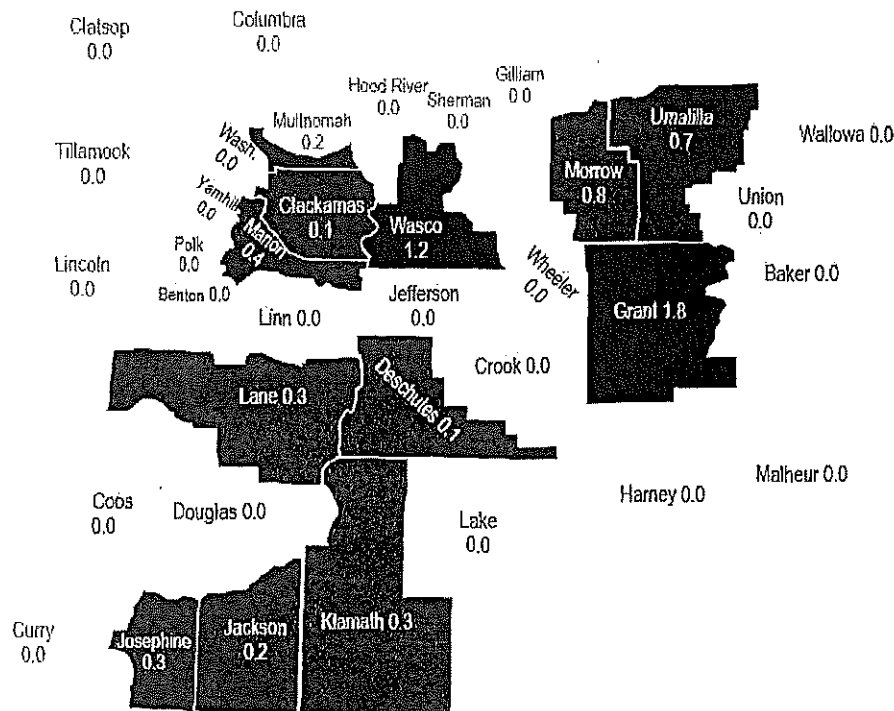 Clatsop
0.0
Columbra
0.0
Gilliam
0.0
Hood River
0.0
Sherman
0.0
Multnomah
0.2
Umalilla
0.7
Wallowa 0.0
Tillamook
0.0
Wash.
0.0
Morrow
0.8
Yamhill
0.0
Clackamas
0.1
Union
0.0
Marion
0.4
Wasco
1.2
Polk
0.0
Lincoln
0.0
Wheeler
0.0
Baker 0.0
Benton 0.0
Jefferson
0.0
Linn 0.0
Grant 1.8
Crook 0.0
Lane 0.3
Deschutes 0.1
Malheur 0.0
Harney 0.0
Coos
0.0
Douglas 0.0
Lake
0.0
Curry
0.0
Josephine
0.3
Jackson
0.2
Klamath 0.3